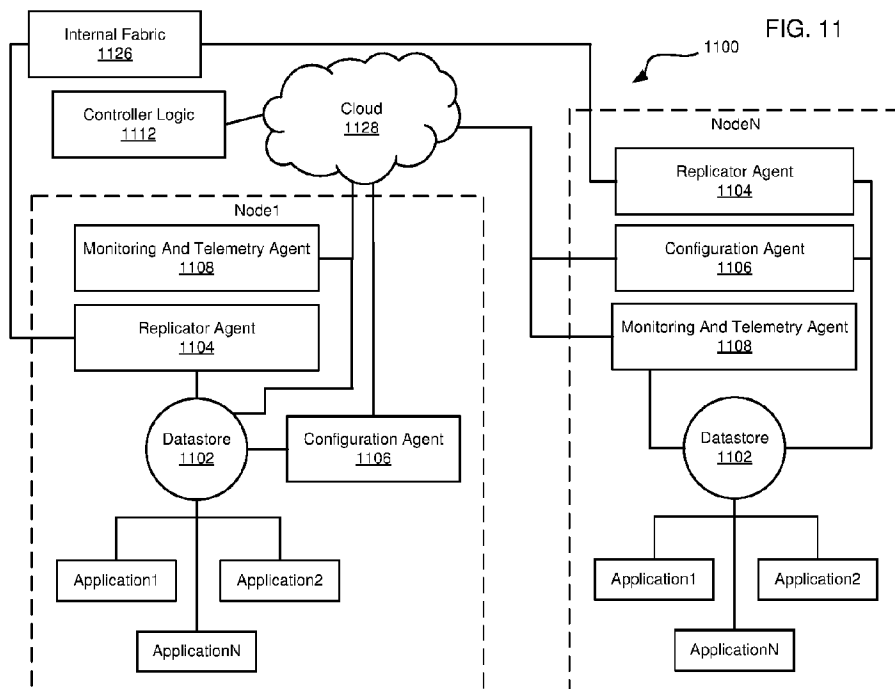 FIG. 11
1100
Internal Fabric
1126
Controller Logic
1112
Cloud
1128
Node1
Monitoring And Telemetry Agent
1108
Replicator Agent
1104
Datastore
1102
Configuration Agent
1106
Application1
Application2
ApplicationN
NodeN
Replicator Agent
1104
Configuration Agent
1106
Monitoring And Telemetry Agent
1108
Datastore
1102
Application1
Application2
ApplicationN